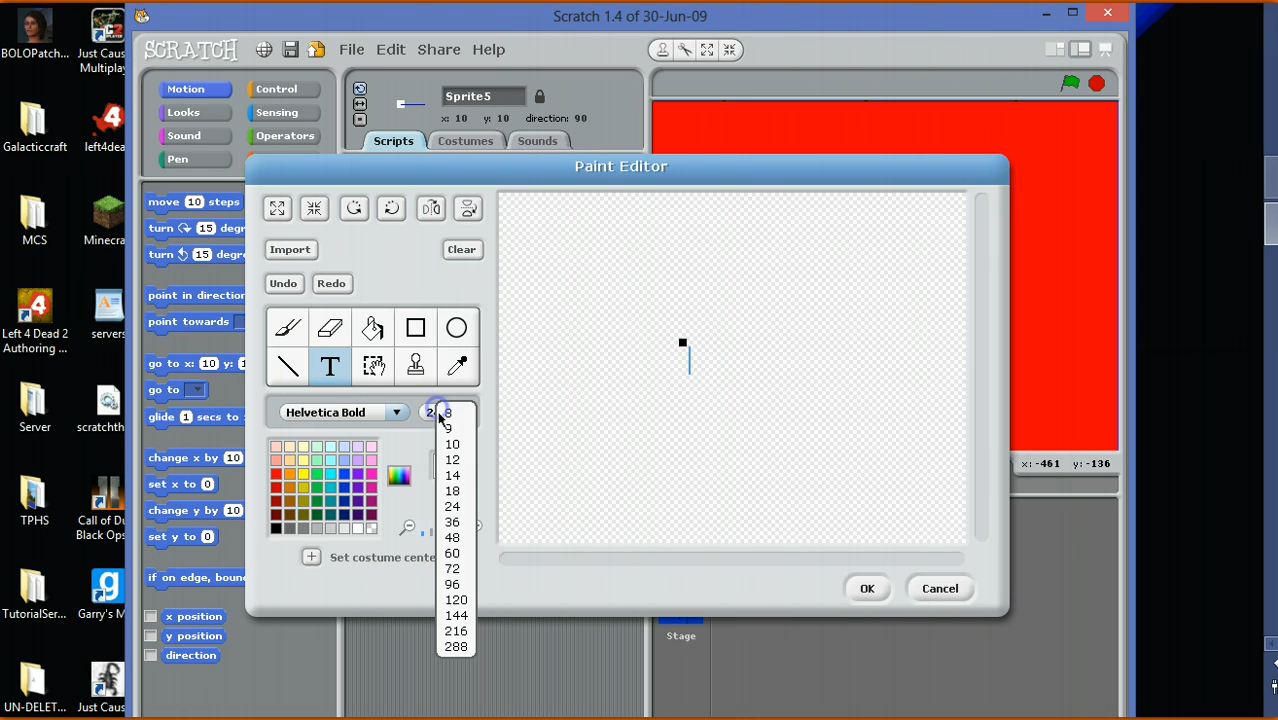 Scratch 1.4 of 30-Jun-09
BOLOPatch...
Just Caus
Multiplay
SCRATCH
File Edit Share Help
Motion
Control
Looks
Sensing
Sound
Operators
Pen
Sprite5
x: 10 y: 10 direction: 90
Scripts Costumes Sounds
Galacticcraft
left4dea
MCS
Minecra
Left 4 Dead 2
Authoring ...
servers
Server
scratchth
TPHS
Call of Du
Black Ops
TutorialSer...
Garry's M
UN-DELET...
Just Caus
move 10 steps
turn 15 degr
turn 15 degre
point in direction
point towards
go to x: 10 y: 1
go to
glide 1 secs to x
change x by 10
set x to 0
change y by 10
set y to 0
if on edge, boun
x position
y position
direction
Paint Editor
Import
Clear
Undo
Redo
T
Helvetica Bold
8
9
10
12
14
18
24
36
48
60
72
96
120
144
216
288
Set costume cente
OK
Cancel
x: -461 y: -136
Stage